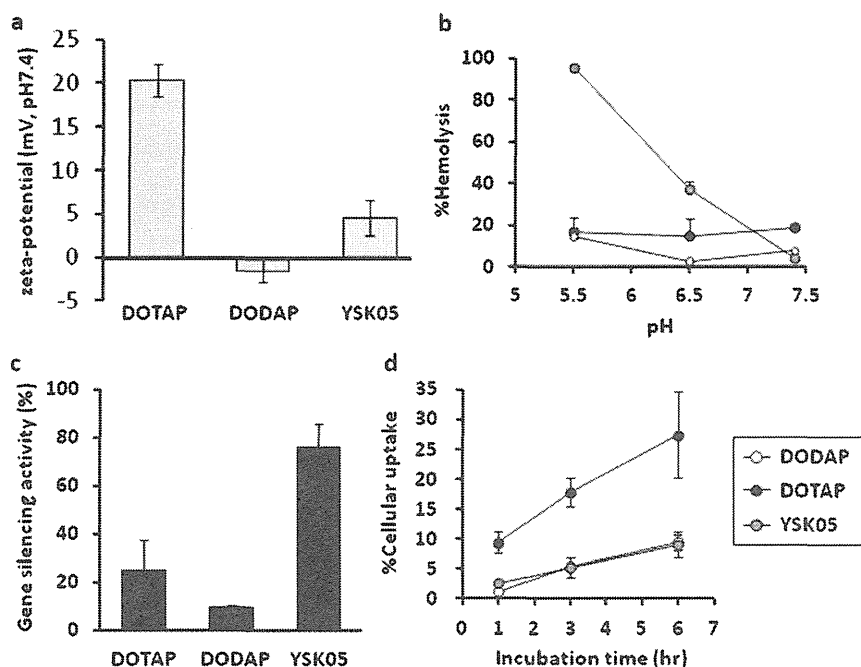 a
zeta-potential (mV, pH7.4)
25
20
15
10
5
0
-5
DOTAP DODAP YSK05
b
%Hemolysis
100
80
60
40
20
0
5 5.5 6 6.5 7 7.5
pH
c
Gene silencing activity (%)
100
80
60
40
20
0
DOTAP DODAP YSK05
d
%Cellular uptake
35
30
25
20
15
10
5
0
0 1 2 3 4 5 6 7
Incubation time (hr)
DODAP
DOTAP
YSK05